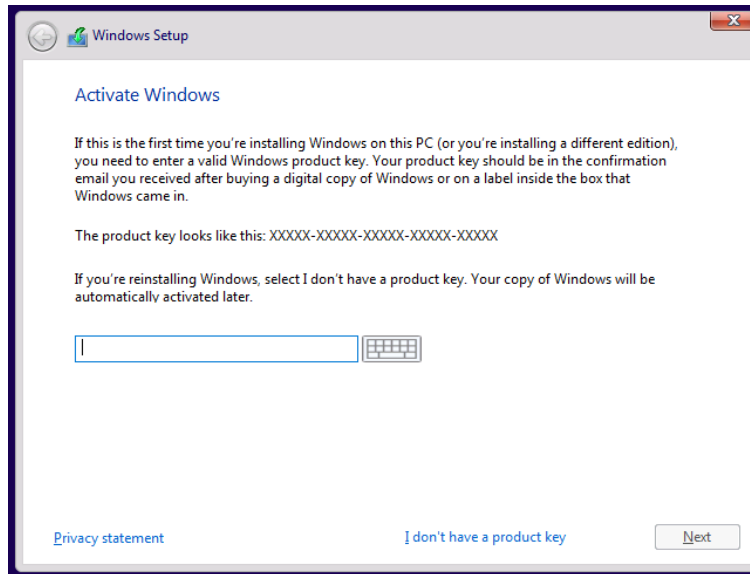 Windows Setup
Activate Windows
If this is the first time you're installing Windows on this PC (or you're installing a different edition),
you need to enter a valid Windows product key. Your product key should be in the confirmation
email you received after buying a digital copy of Windows or on a label inside the box that
Windows came in.
The product key looks like this: XXXXX-XXXXX-XXXXX-XXXXX-XXXXX
If you're reinstalling Windows, select I don't have a product key. Your copy of Windows will be
automatically activated later.
Privacy statement
I don't have a product key
Next